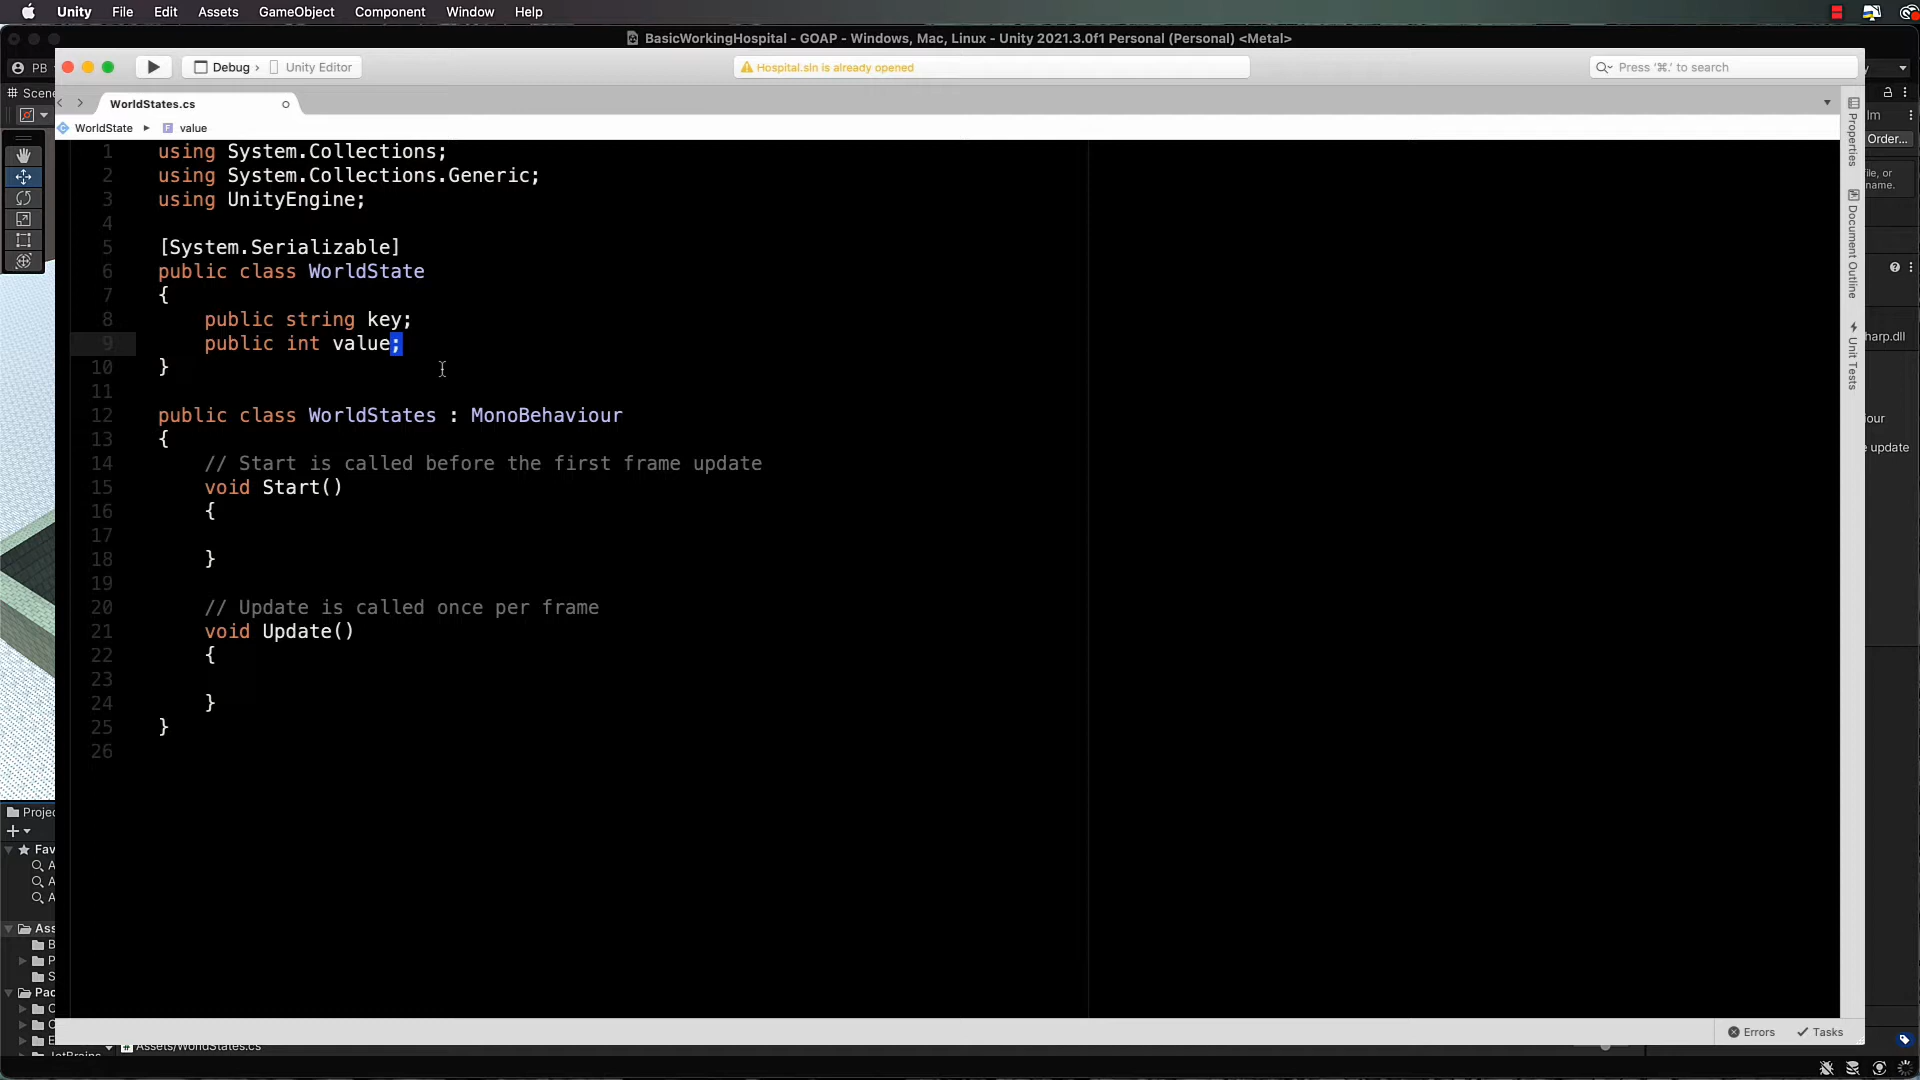 Unity File Edit Assets GameObject Component Window Help
BasicWorkingHospital - GOAP - Windows, Mac, Linux - Unity 2021.3.0f1 Personal (Personal) <Metal>
PB
Debug › Unity Editor
Hospital.sln is already opened
Press '⌘.' to search
# Scene
WorldStates.cs
WorldState ▸ value
Order...
file, or
name.
Properties
Document Outline
Unit Tests
harp.dll
iour
e update
1 using System.Collections;
2 using System.Collections.Generic;
3 using UnityEngine;
4
5 [System.Serializable]
6 public class WorldState
7 {
8 public string key;
9 public int value;
10 }
11
12 public class WorldStates : MonoBehaviour
13 {
14 // Start is called before the first frame update
15 void Start()
16 {
17
18 }
19
20 // Update is called once per frame
21 void Update()
22 {
23
24 }
25 }
26
Projec
Fav
A
A
A
Ass
B
P
S
Pac
C
C
E
JetBrains
Assets/WorldStates.cs
Errors Tasks